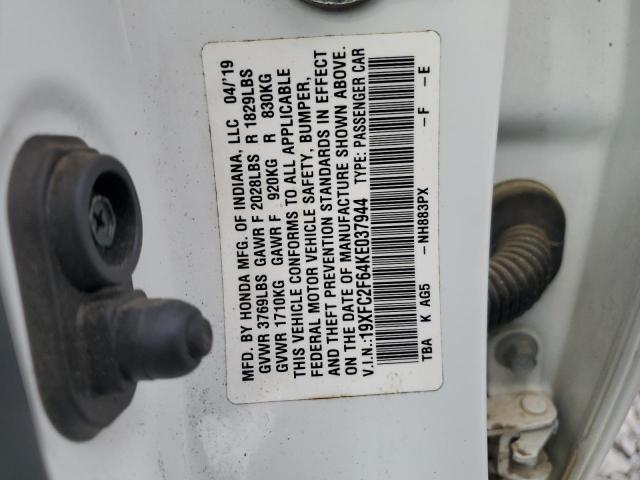 MFD. BY HONDA MFG. OF INDIANA, LLC 04/'19
GVWR 3769LBS GAWR F 2028LBS R 1829LBS
GVWR 1710KG GAWR F 920KG R 830KG
THIS VEHICLE CONFORMS TO ALL APPLICABLE
FEDERAL MOTOR VEHICLE SAFETY, BUMPER,
AND THEFT PREVENTION STANDARDS IN EFFECT
ON THE DATE OF MANUFACTURE SHOWN ABOVE.
V.I.N.:19XFC2F64KE037944 TYPE: PASSENGER CAR
TBA K AG5 - NH883PX - F - E